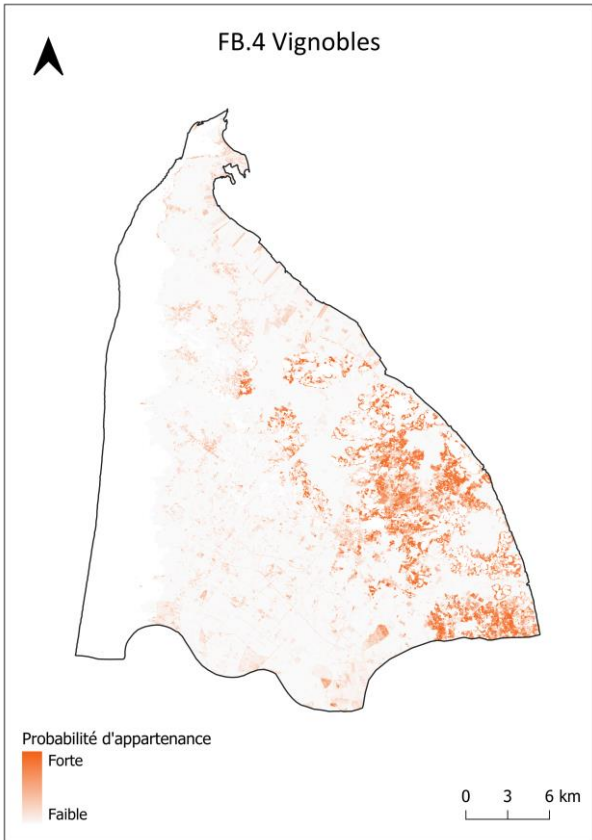 FB.4 Vignobles
Probabilité d'appartenance
Forte
Faible
0 3 6 km